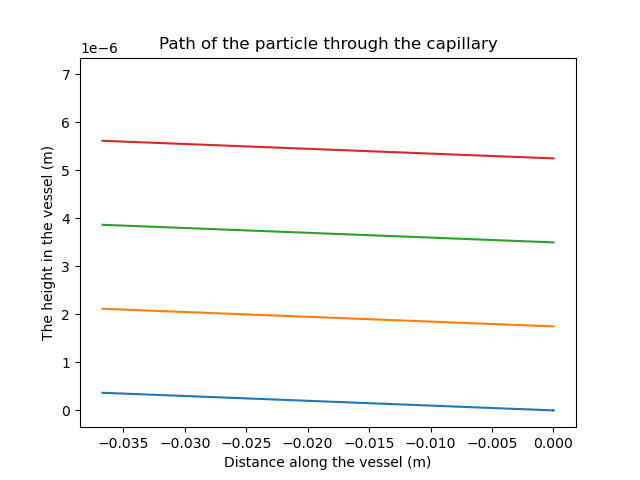 Path of the particle through the capillary
1e−6
7
6
5
4
3
2
1
0
The height in the vessel (m)
−0.035 −0.030 −0.025 −0.020 −0.015 −0.010 −0.005 0.000
Distance along the vessel (m)